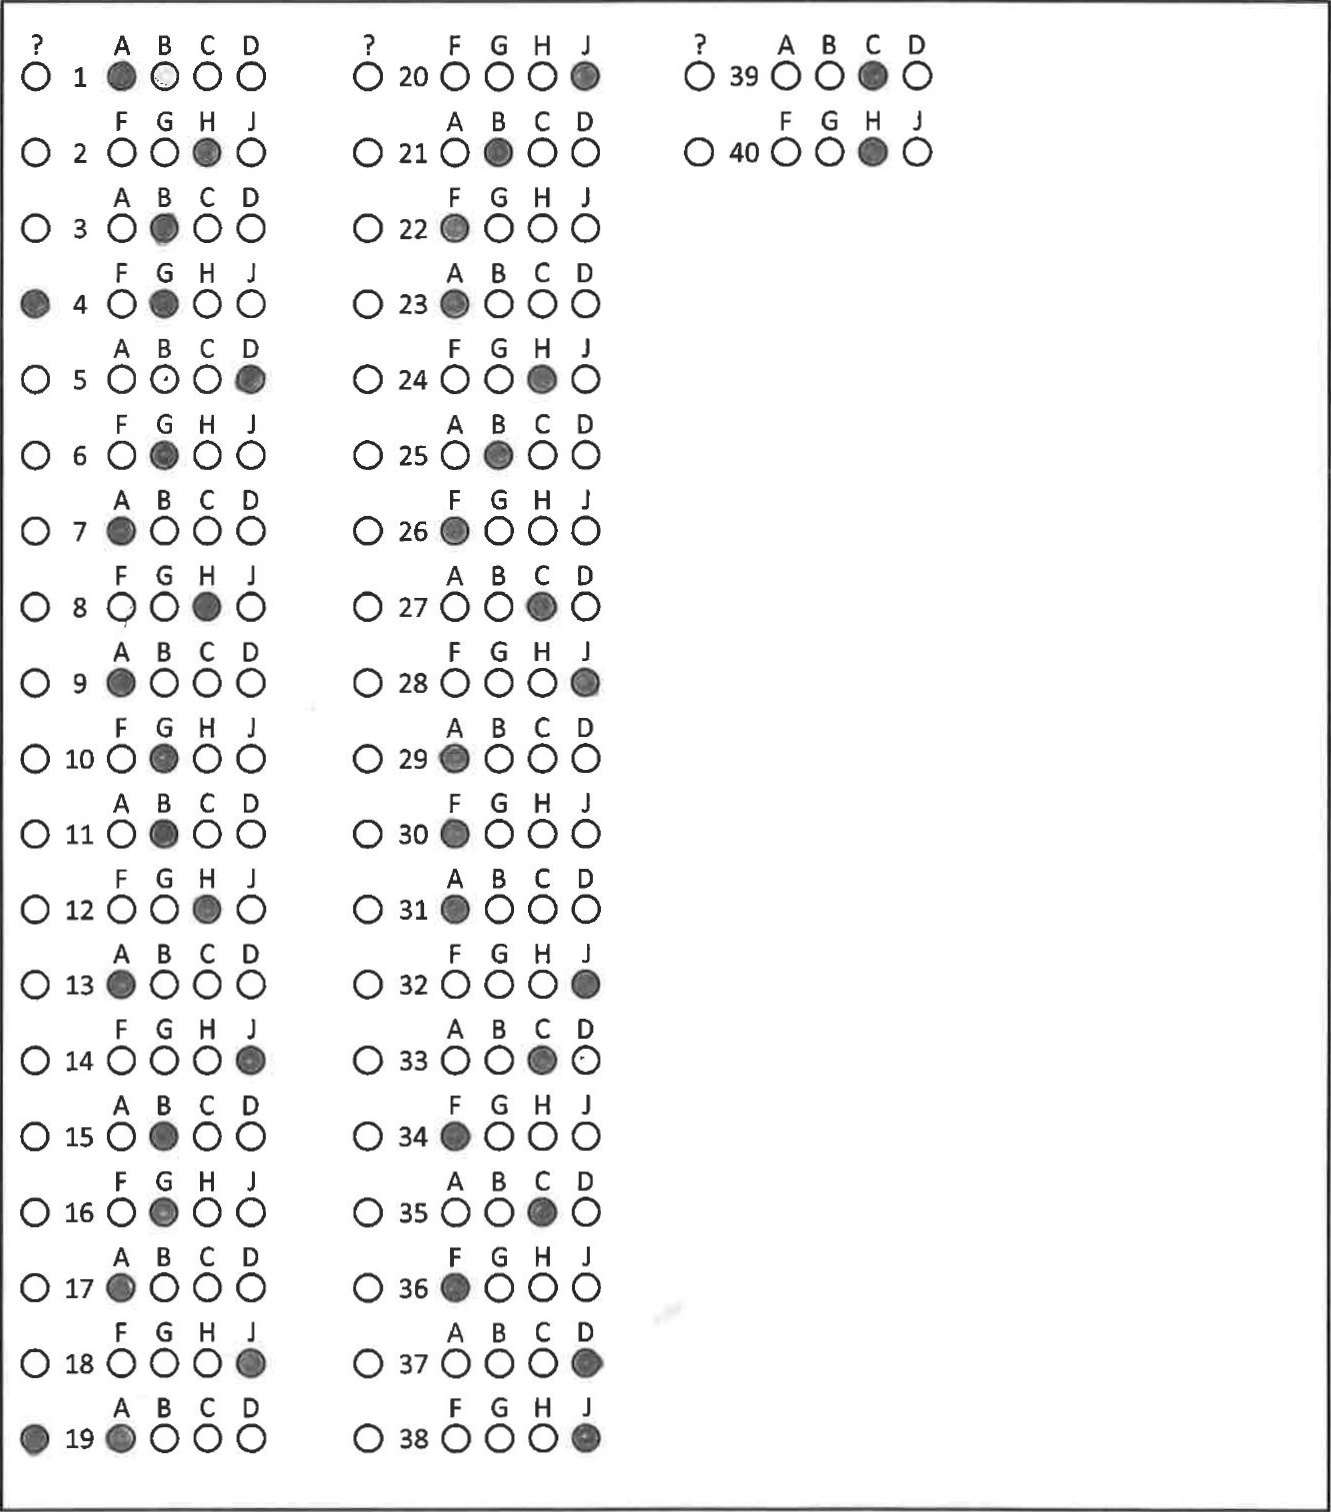 ? A B C D
1
F G H J
2
A B C D
3
F G H J
4
A B C D
5
F G H J
6
A B C D
7
F G H J
8
A B C D
9
F G H J
10
A B C D
11
F G H J
12
A B C D
13
F G H J
14
A B C D
15
F G H J
16
A B C D
17
F G H J
18
A B C D
19
? F G H J
20
A B C D
21
F G H J
22
A B C D
23
F G H J
24
A B C D
25
F G H J
26
A B C D
27
F G H J
28
A B C D
29
F G H J
30
A B C D
31
F G H J
32
A B C D
33
F G H J
34
A B C D
35
F G H J
36
A B C D
37
F G H J
38
? A B C D
39
F G H J
40